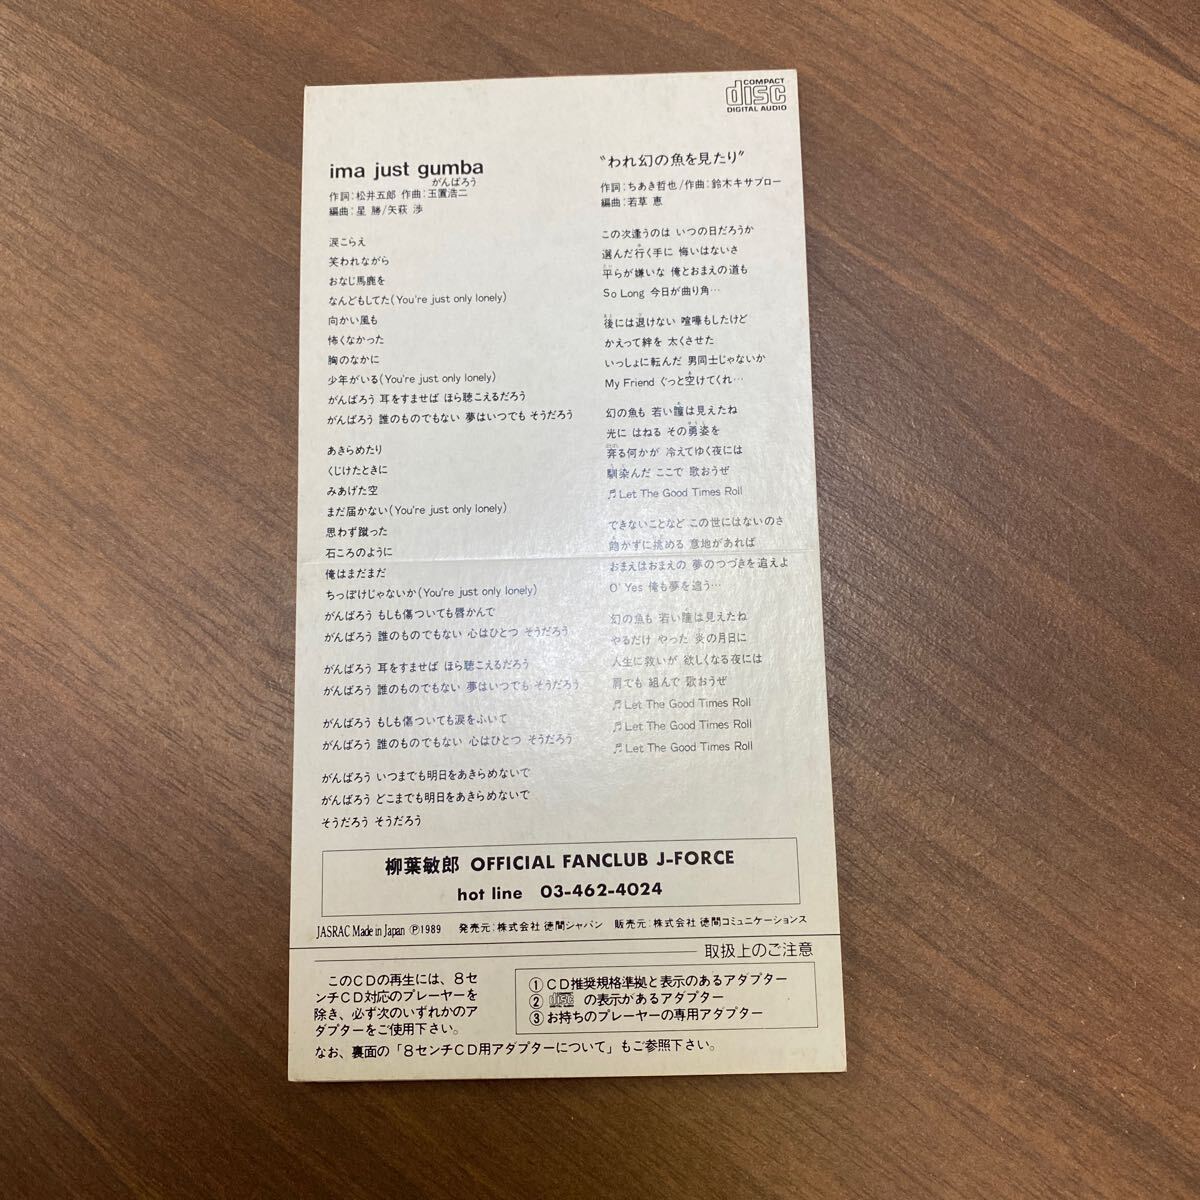 COMPACT
disc
DIGITAL AUDIO
ima just gumba
がんばろう
作詞:松井五郎 作曲:玉置浩二
編曲:星 勝/矢萩 渉
涙こらえ
笑われながら
おなじ馬鹿を
なんどもしてた(You're just only lonely)
向かい風も
怖くなかった
胸のなかに
少年がいる(You're just only lonely)
がんばろう 耳をすませば ほら聴こえるだろう
がんばろう 誰のものでもない 夢はいつでも そうだろう
あきらめたり
くじけたときに
みあげた空
まだ届かない(You're just only lonely)
思わず蹴った
石ころのように
俺はまだまだ
ちっぽけじゃないか(You're just only lonely)
がんばろう もしも傷ついても唇かんで
がんばろう 誰のものでもない 心はひとつ そうだろう
がんばろう 耳をすませば ほら聴こえるだろう
がんばろう 誰のものでもない 夢はいつでも そうだろう
がんばろう もしも傷ついても涙をふいて
がんばろう 誰のものでもない 心はひとつ そうだろう
がんばろう いつまでも明日をあきらめないで
がんばろう どこまでも明日をあきらめないで
そうだろう そうだろう
"われ幻の魚を見たり"
作詞:ちあき哲也/作曲:鈴木キサブロー
編曲:若草 恵
この次逢うのは いつの日だろうか
選んだ行く手に 悔いはないさ
平らが嫌いな 俺とおまえの道も
So Long 今日が曲り角…
後には退けない 喧嘩もしたけど
かえって絆を 太くさせた
いっしょに転んだ 男同士じゃないか
My Friend ぐっと空けてくれ…
幻の魚も 若い瞳は見えたね
光に はねる その勇姿を
奔る何かが 冷えてゆく夜には
馴染んだ ここで 歌おうぜ
♬Let The Good Times Roll
できないことなど この世にはないのさ
躓かずに挑める 意地があれば
おまえはおまえの 夢のつづきを追えよ
O' Yes 俺も夢を追う…
幻の魚も 若い瞳は見えたね
やるだけ やった 炎の月日に
人生に救いが 欲しくなる夜には
肩でも 組んで 歌おうぜ
♬Let The Good Times Roll
♬Let The Good Times Roll
♬Let The Good Times Roll
柳葉敏郎 OFFICIAL FANCLUB J-FORCE
hot line 03-462-4024
JASRAC Made in Japan Ⓟ1989 発売元:株式会社 徳間ジャパン 販売元:株式会社 徳間コミュニケーションズ
取扱上のご注意
このCDの再生には、8セ
ンチCD対応のプレーヤーを
除き、必ず次のいずれかのア
ダプターをご使用下さい。
①CD推奨規格準拠と表示のあるアダプター
②disc の表示があるアダプター
③お持ちのプレーヤーの専用アダプター
なお、裏面の「8センチCD用アダプターについて」もご参照下さい。